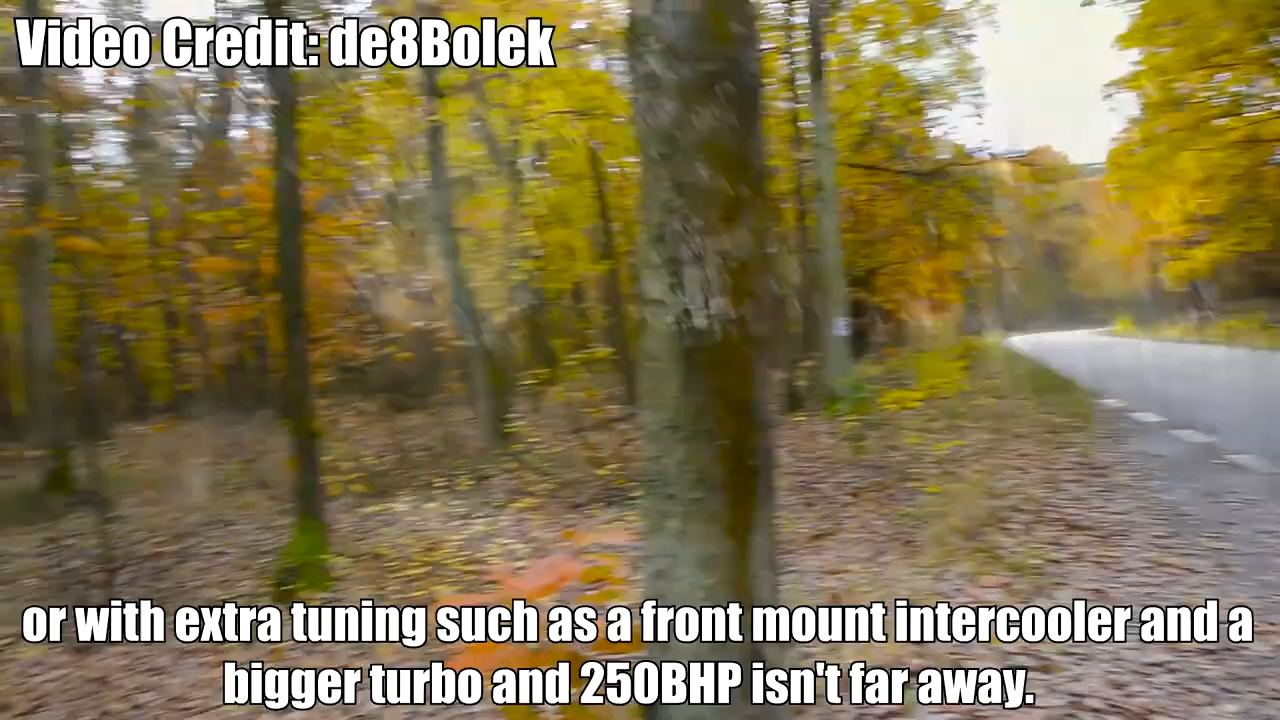 Video Credit: de8Bolek
or with extra tuning such as a front mount intercooler and a
bigger turbo and 250BHP isn't far away.